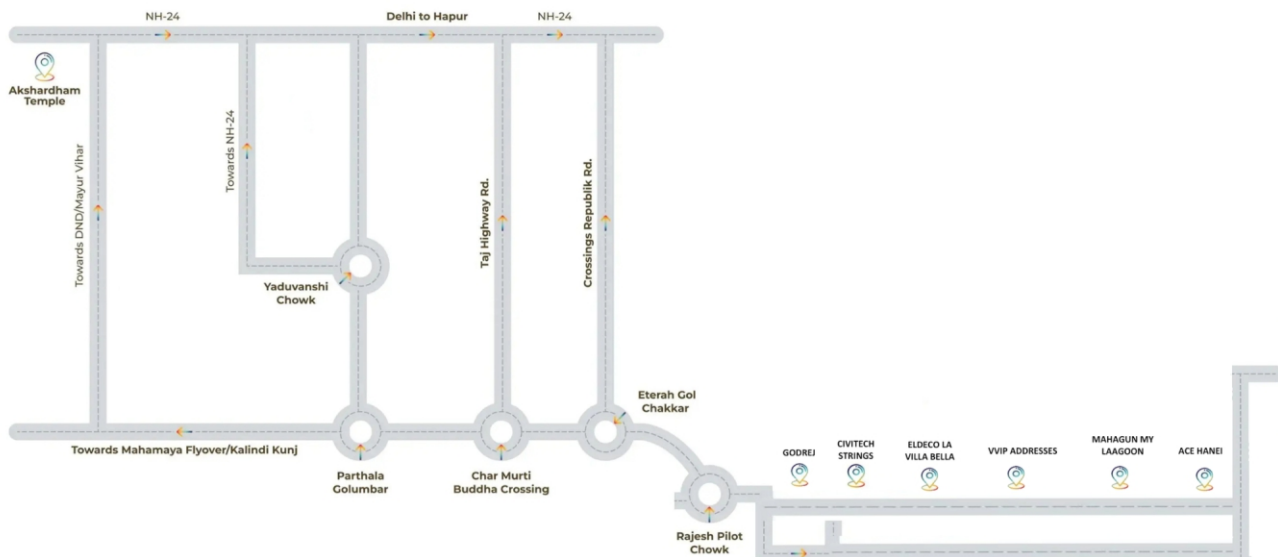 NH-24
Delhi to Hapur
NH-24
Akshardham
Temple
Towards DND/Mayur Vihar
Towards NH-24
Taj Highway Rd.
Crossings Republik Rd.
Yaduvanshi
Chowk
Eterah Gol
Chakkar
Towards Mahamaya Flyover/Kalindi Kunj
Parthala
Golumbar
Char Murti
Buddha Crossing
Rajesh Pilot
Chowk
GODREJ
CIVITECH
STRINGS
ELDECO LA
VILLA BELLA
VVIP ADDRESSES
MAHAGUN MY
LAAGOON
ACE HANEI